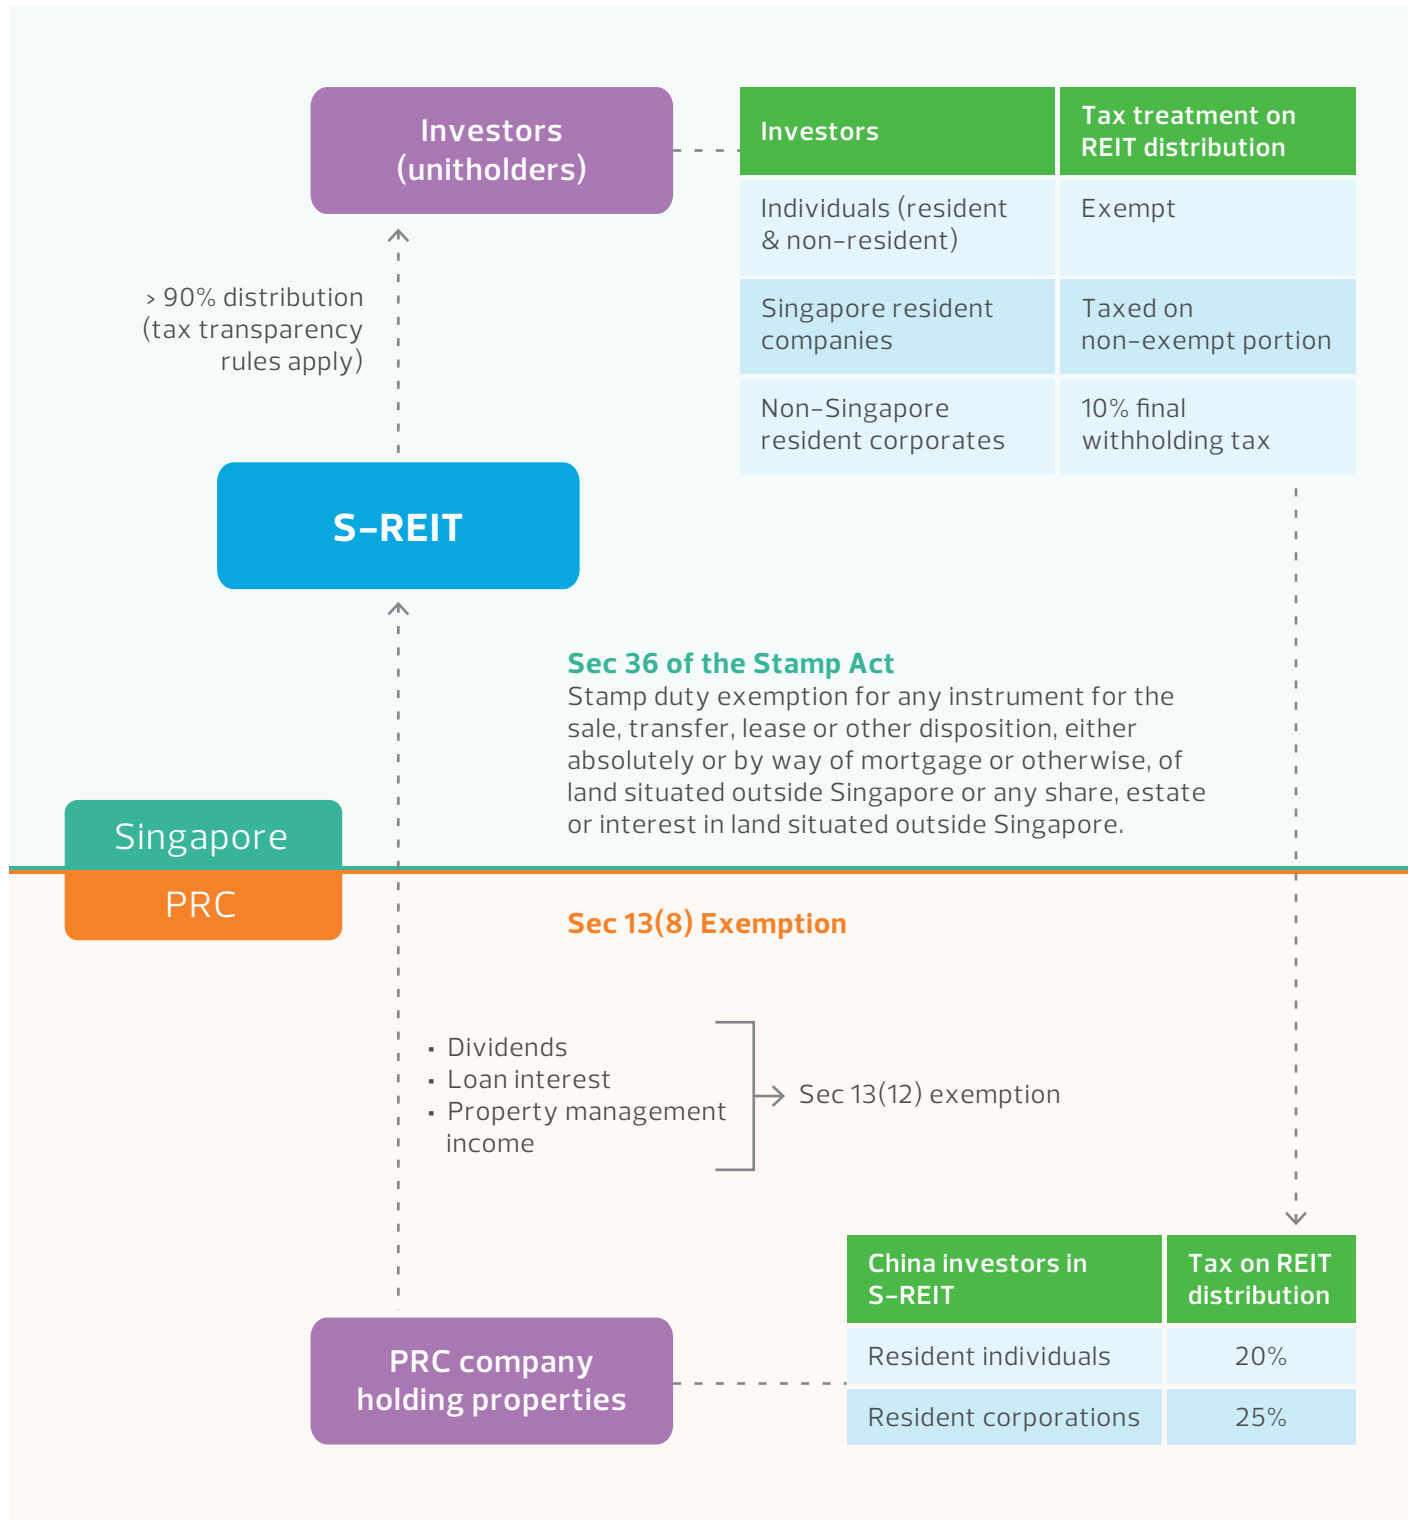 Investors
(unitholders)
Investors
Tax treatment on
REIT distribution
Individuals (resident
& non-resident)
Exempt
Singapore resident
companies
Taxed on
non-exempt portion
Non-Singapore
resident corporates
10% final
withholding tax
> 90% distribution
(tax transparency
rules apply)
S-REIT
Sec 36 of the Stamp Act
Stamp duty exemption for any instrument for the
sale, transfer, lease or other disposition, either
absolutely or by way of mortgage or otherwise, of
land situated outside Singapore or any share, estate
or interest in land situated outside Singapore.
Singapore
PRC
Sec 13(8) Exemption
▪ Dividends
▪ Loan interest
▪ Property management
income
Sec 13(12) exemption
PRC company
holding properties
China investors in
S-REIT
Tax on REIT
distribution
Resident individuals
20%
Resident corporations
25%